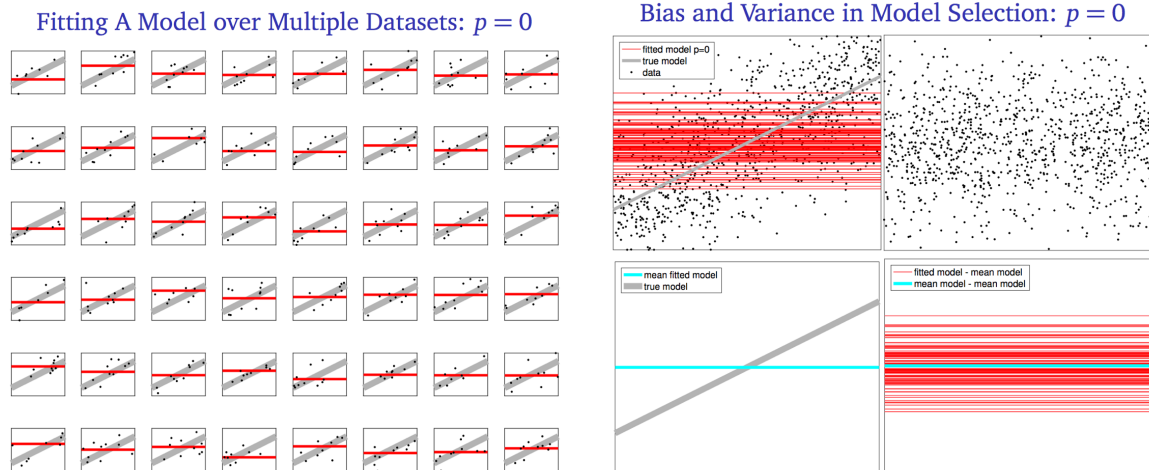 Fitting A Model over Multiple Datasets: p = 0
Bias and Variance in Model Selection: p = 0
fitted model p=0
true model
data
mean fitted model
true model
fitted model - mean model
mean model - mean model